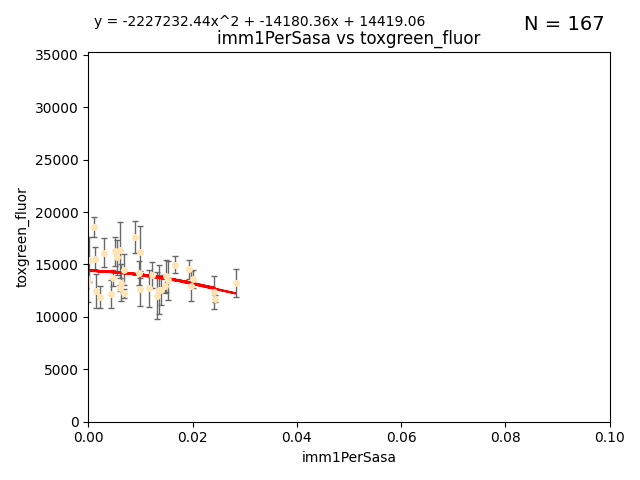 y = -2227232.44x^2 + -14180.36x + 14419.06
N = 167
imm1PerSasa vs toxgreen_fluor
35000
30000
25000
20000
15000
10000
5000
0
toxgreen_fluor
0.00 0.02 0.04 0.06 0.08 0.10
imm1PerSasa